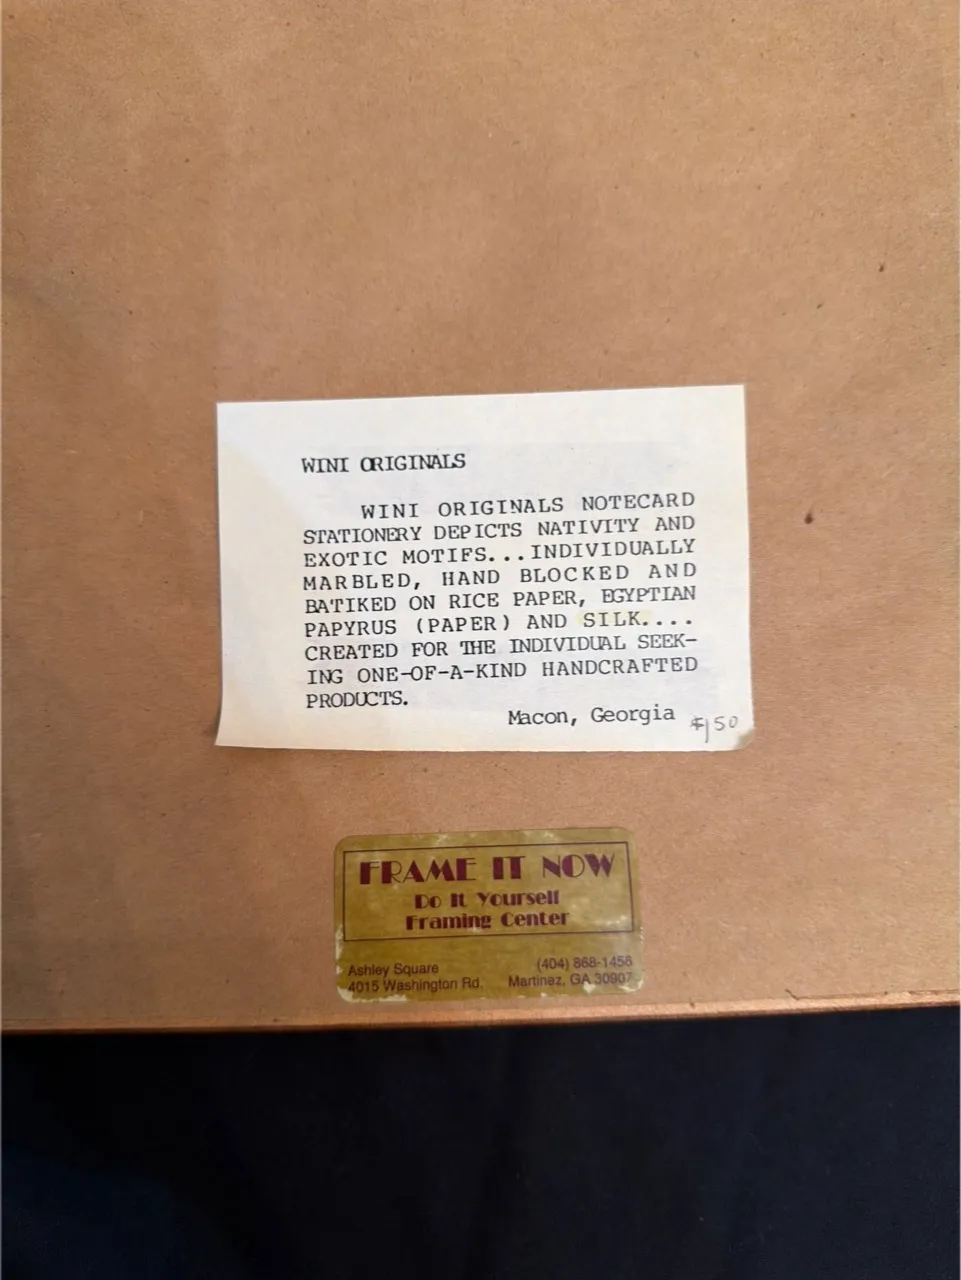 WINI ORIGINALS
WINI ORIGINALS NOTECARD
STATIONERY DEPICTS NATIVITY AND
EXOTIC MOTIFS...INDIVIDUALLY
MARBLED, HAND BLOCKED AND
BATIKED ON RICE PAPER, EGYPTIAN
PAPYRUS (PAPER) AND SILK....
CREATED FOR THE INDIVIDUAL SEEK-
ING ONE-OF-A-KIND HANDCRAFTED
PRODUCTS.
Macon, Georgia
$150
FRAME IT NOW
Do It Yourself
Framing Center
Ashley Square (404) 868-1456
4015 Washington Rd. Martinez, GA 30907